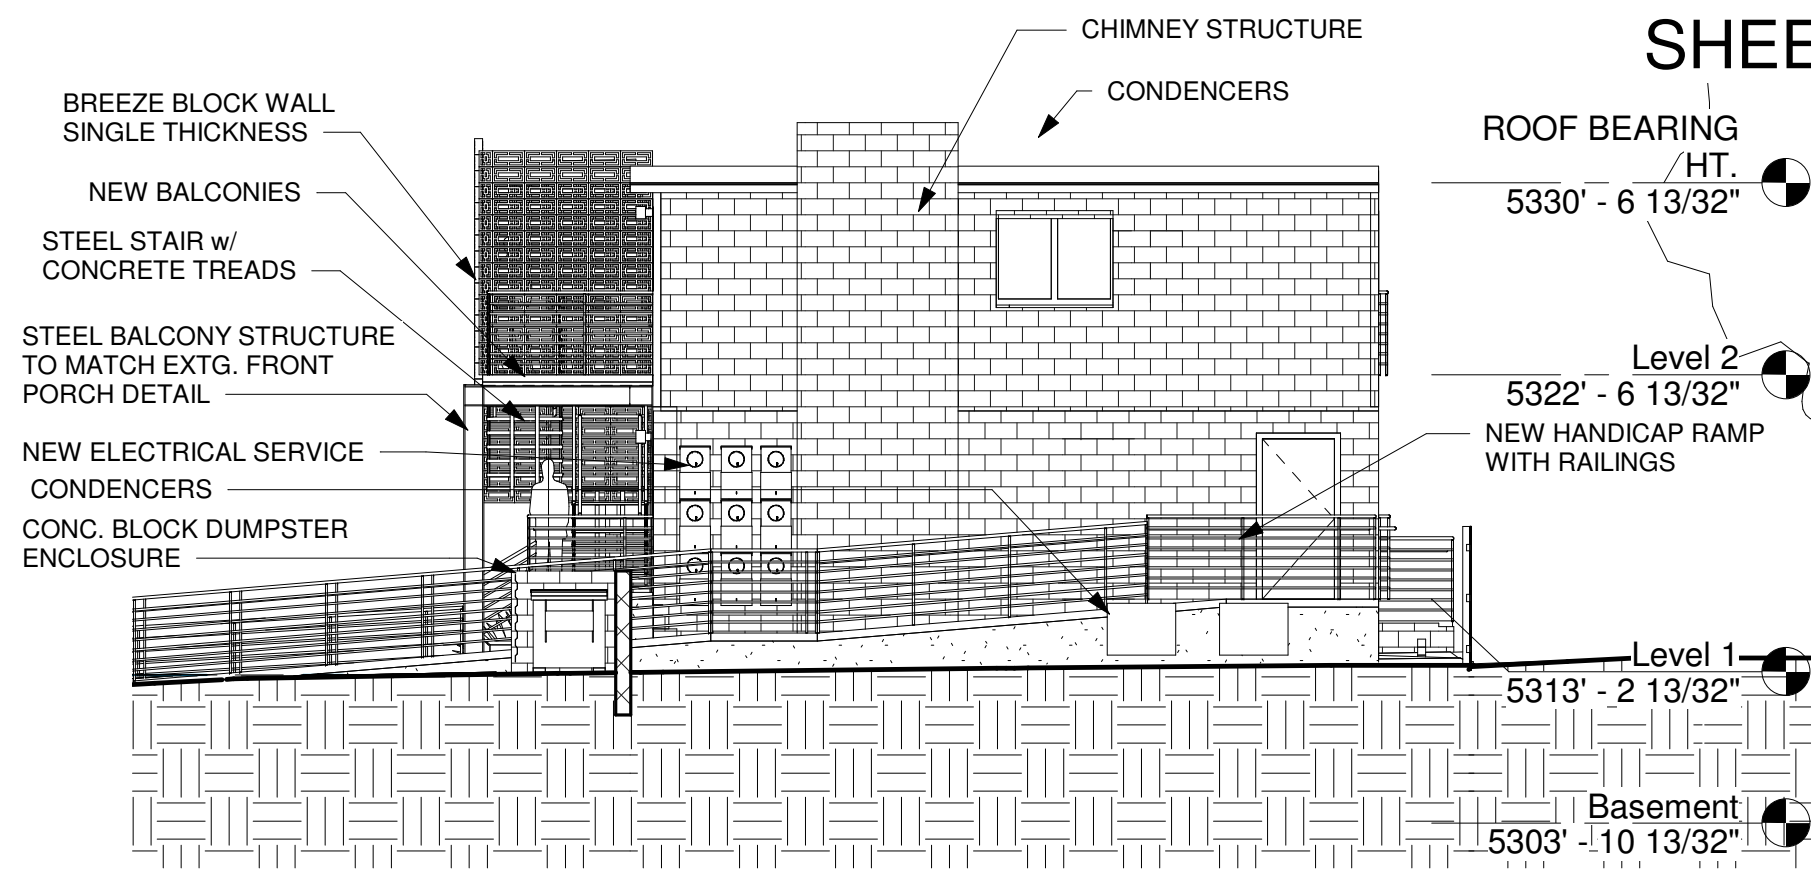 CHIMNEY STRUCTURE
SHEE
CONDENCERS
BREEZE BLOCK WALL
SINGLE THICKNESS
ROOF BEARING
HT.
5330' - 6 13/32"
NEW BALCONIES
STEEL STAIR w/
CONCRETE TREADS
STEEL BALCONY STRUCTURE
TO MATCH EXTG. FRONT
PORCH DETAIL
Level 2
5322' - 6 13/32"
NEW ELECTRICAL SERVICE
NEW HANDICAP RAMP
WITH RAILINGS
CONDENCERS
CONC. BLOCK DUMPSTER
ENCLOSURE
Level 1
5313' - 2 13/32"
Basement
5303' - 10 13/32"